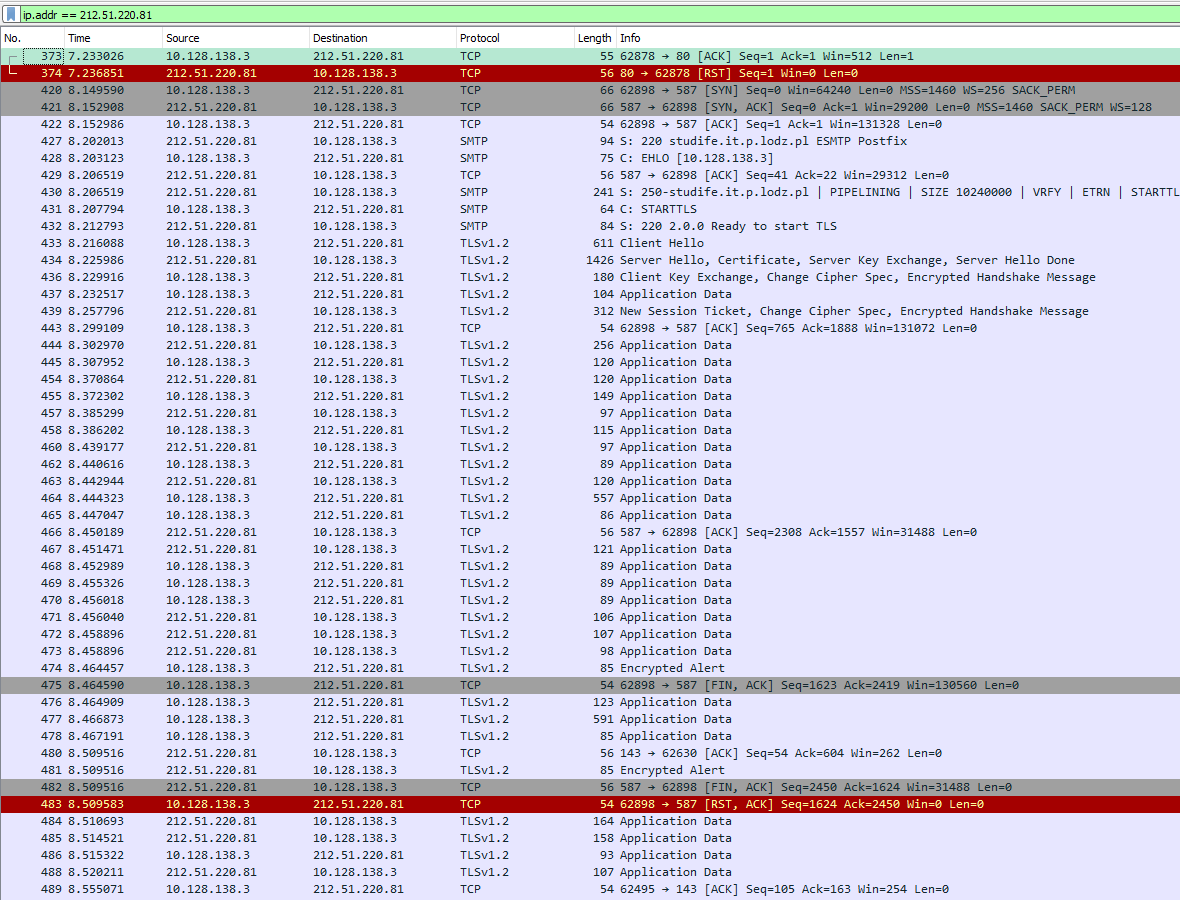 ip.addr == 212.51.220.81
No. Time Source Destination Protocol Length Info
373 7.233026 10.128.138.3 212.51.220.81 TCP 55 62878 → 80 [ACK] Seq=1 Ack=1 Win=512 Len=1
374 7.236851 212.51.220.81 10.128.138.3 TCP 56 80 → 62878 [RST] Seq=1 Win=0 Len=0
420 8.149590 10.128.138.3 212.51.220.81 TCP 66 62898 → 587 [SYN] Seq=0 Win=64240 Len=0 MSS=1460 WS=256 SACK_PERM
421 8.152908 212.51.220.81 10.128.138.3 TCP 66 587 → 62898 [SYN, ACK] Seq=0 Ack=1 Win=29200 Len=0 MSS=1460 SACK_PERM WS=128
422 8.152986 10.128.138.3 212.51.220.81 TCP 54 62898 → 587 [ACK] Seq=1 Ack=1 Win=131328 Len=0
427 8.202013 212.51.220.81 10.128.138.3 SMTP 94 S: 220 studife.it.p.lodz.pl ESMTP Postfix
428 8.203123 10.128.138.3 212.51.220.81 SMTP 75 C: EHLO [10.128.138.3]
429 8.206519 212.51.220.81 10.128.138.3 TCP 56 587 → 62898 [ACK] Seq=41 Ack=22 Win=29312 Len=0
430 8.206519 212.51.220.81 10.128.138.3 SMTP 241 S: 250-studife.it.p.lodz.pl | PIPELINING | SIZE 10240000 | VRFY | ETRN | STARTTL
431 8.207794 10.128.138.3 212.51.220.81 SMTP 64 C: STARTTLS
432 8.212793 212.51.220.81 10.128.138.3 SMTP 84 S: 220 2.0.0 Ready to start TLS
433 8.216088 10.128.138.3 212.51.220.81 TLSv1.2 611 Client Hello
434 8.225986 212.51.220.81 10.128.138.3 TLSv1.2 1426 Server Hello, Certificate, Server Key Exchange, Server Hello Done
436 8.229916 10.128.138.3 212.51.220.81 TLSv1.2 180 Client Key Exchange, Change Cipher Spec, Encrypted Handshake Message
437 8.232517 10.128.138.3 212.51.220.81 TLSv1.2 104 Application Data
439 8.257796 212.51.220.81 10.128.138.3 TLSv1.2 312 New Session Ticket, Change Cipher Spec, Encrypted Handshake Message
443 8.299109 10.128.138.3 212.51.220.81 TCP 54 62898 → 587 [ACK] Seq=765 Ack=1888 Win=131072 Len=0
444 8.302970 212.51.220.81 10.128.138.3 TLSv1.2 256 Application Data
445 8.307952 10.128.138.3 212.51.220.81 TLSv1.2 120 Application Data
454 8.370864 212.51.220.81 10.128.138.3 TLSv1.2 120 Application Data
455 8.372302 10.128.138.3 212.51.220.81 TLSv1.2 149 Application Data
457 8.385299 212.51.220.81 10.128.138.3 TLSv1.2 97 Application Data
458 8.386202 10.128.138.3 212.51.220.81 TLSv1.2 115 Application Data
460 8.439177 212.51.220.81 10.128.138.3 TLSv1.2 97 Application Data
462 8.440616 10.128.138.3 212.51.220.81 TLSv1.2 89 Application Data
463 8.442944 212.51.220.81 10.128.138.3 TLSv1.2 120 Application Data
464 8.444323 10.128.138.3 212.51.220.81 TLSv1.2 557 Application Data
465 8.447047 10.128.138.3 212.51.220.81 TLSv1.2 86 Application Data
466 8.450189 212.51.220.81 10.128.138.3 TCP 56 587 → 62898 [ACK] Seq=2308 Ack=1557 Win=31488 Len=0
467 8.451471 212.51.220.81 10.128.138.3 TLSv1.2 121 Application Data
468 8.452989 10.128.138.3 212.51.220.81 TLSv1.2 89 Application Data
469 8.455326 10.128.138.3 212.51.220.81 TLSv1.2 89 Application Data
470 8.456018 10.128.138.3 212.51.220.81 TLSv1.2 89 Application Data
471 8.456040 212.51.220.81 10.128.138.3 TLSv1.2 106 Application Data
472 8.458896 212.51.220.81 10.128.138.3 TLSv1.2 107 Application Data
473 8.458896 212.51.220.81 10.128.138.3 TLSv1.2 98 Application Data
474 8.464457 10.128.138.3 212.51.220.81 TLSv1.2 85 Encrypted Alert
475 8.464590 10.128.138.3 212.51.220.81 TCP 54 62898 → 587 [FIN, ACK] Seq=1623 Ack=2419 Win=130560 Len=0
476 8.464909 10.128.138.3 212.51.220.81 TLSv1.2 123 Application Data
477 8.466873 10.128.138.3 212.51.220.81 TLSv1.2 591 Application Data
478 8.467191 10.128.138.3 212.51.220.81 TLSv1.2 85 Application Data
480 8.509516 212.51.220.81 10.128.138.3 TCP 56 143 → 62630 [ACK] Seq=54 Ack=604 Win=262 Len=0
481 8.509516 212.51.220.81 10.128.138.3 TLSv1.2 85 Encrypted Alert
482 8.509516 212.51.220.81 10.128.138.3 TCP 56 587 → 62898 [FIN, ACK] Seq=2450 Ack=1624 Win=31488 Len=0
483 8.509583 10.128.138.3 212.51.220.81 TCP 54 62898 → 587 [RST, ACK] Seq=1624 Ack=2450 Win=0 Len=0
484 8.510693 212.51.220.81 10.128.138.3 TLSv1.2 164 Application Data
485 8.514521 212.51.220.81 10.128.138.3 TLSv1.2 158 Application Data
486 8.515322 10.128.138.3 212.51.220.81 TLSv1.2 93 Application Data
488 8.520211 212.51.220.81 10.128.138.3 TLSv1.2 107 Application Data
489 8.555071 10.128.138.3 212.51.220.81 TCP 54 62495 → 143 [ACK] Seq=105 Ack=163 Win=254 Len=0